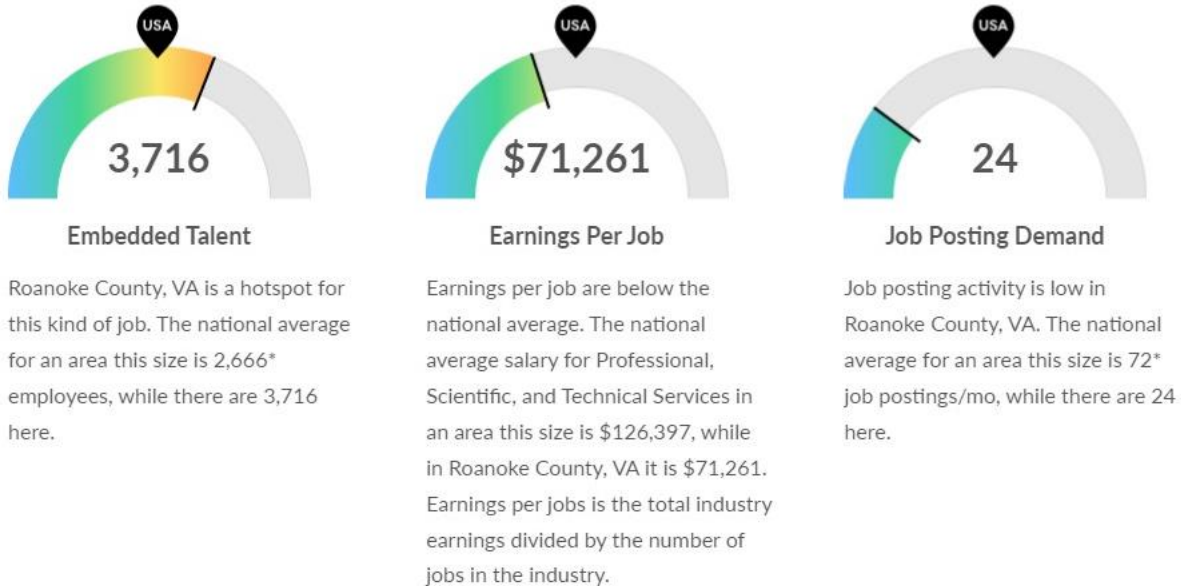 USA
3,716
Embedded Talent
Roanoke County, VA is a hotspot for
this kind of job. The national average
for an area this size is 2,666*
employees, while there are 3,716
here.
USA
$71,261
Earnings Per Job
Earnings per job are below the
national average. The national
average salary for Professional,
Scientific, and Technical Services in
an area this size is $126,397, while
in Roanoke County, VA it is $71,261.
Earnings per jobs is the total industry
earnings divided by the number of
jobs in the industry.
USA
24
Job Posting Demand
Job posting activity is low in
Roanoke County, VA. The national
average for an area this size is 72*
job postings/mo, while there are 24
here.